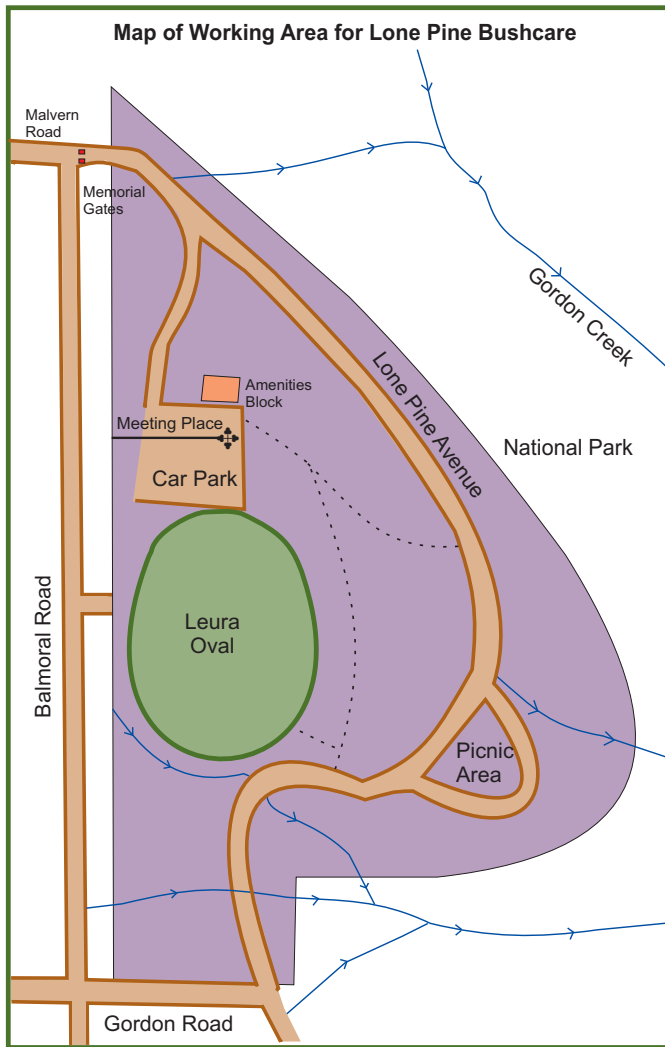 Map of Working Area for Lone Pine Bushcare
Malvern
Road
Memorial
Gates
Gordon Creek
Lone Pine Avenue
Amenities
Block
Meeting Place
National Park
Car Park
Leura
Oval
Balmoral Road
Picnic
Area
Gordon Road